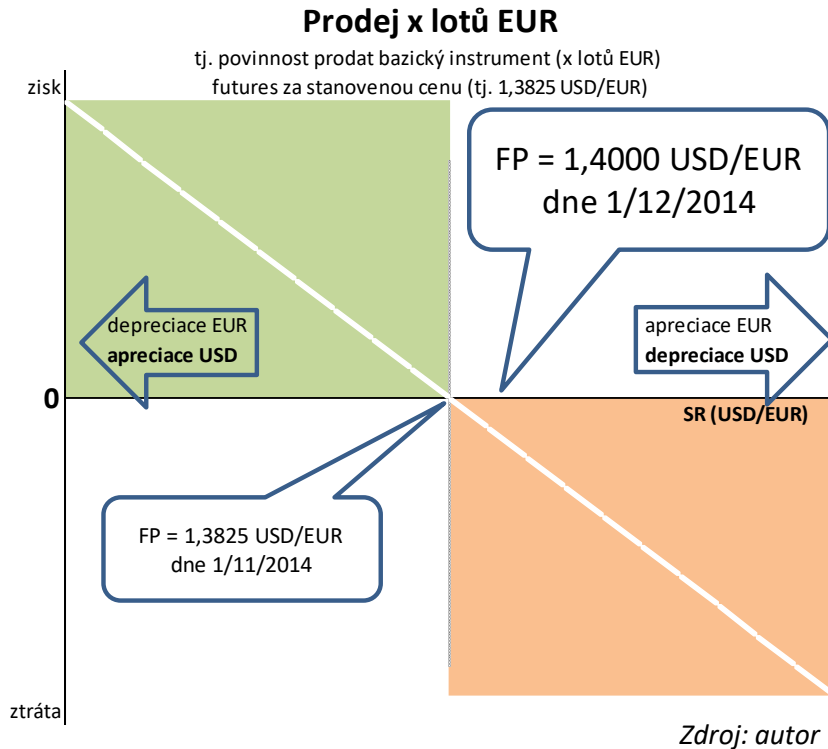 Prodej x lotů EUR
tj. povinnost prodat bazický instrument (x lotů EUR)
futures za stanovenou cenu (tj. 1,3825 USD/EUR)
zisk
FP = 1,4000 USD/EUR
dne 1/12/2014
depreciace EUR
apreciace USD
apreciace EUR
depreciace USD
0
SR (USD/EUR)
FP = 1,3825 USD/EUR
dne 1/11/2014
ztráta
Zdroj: autor